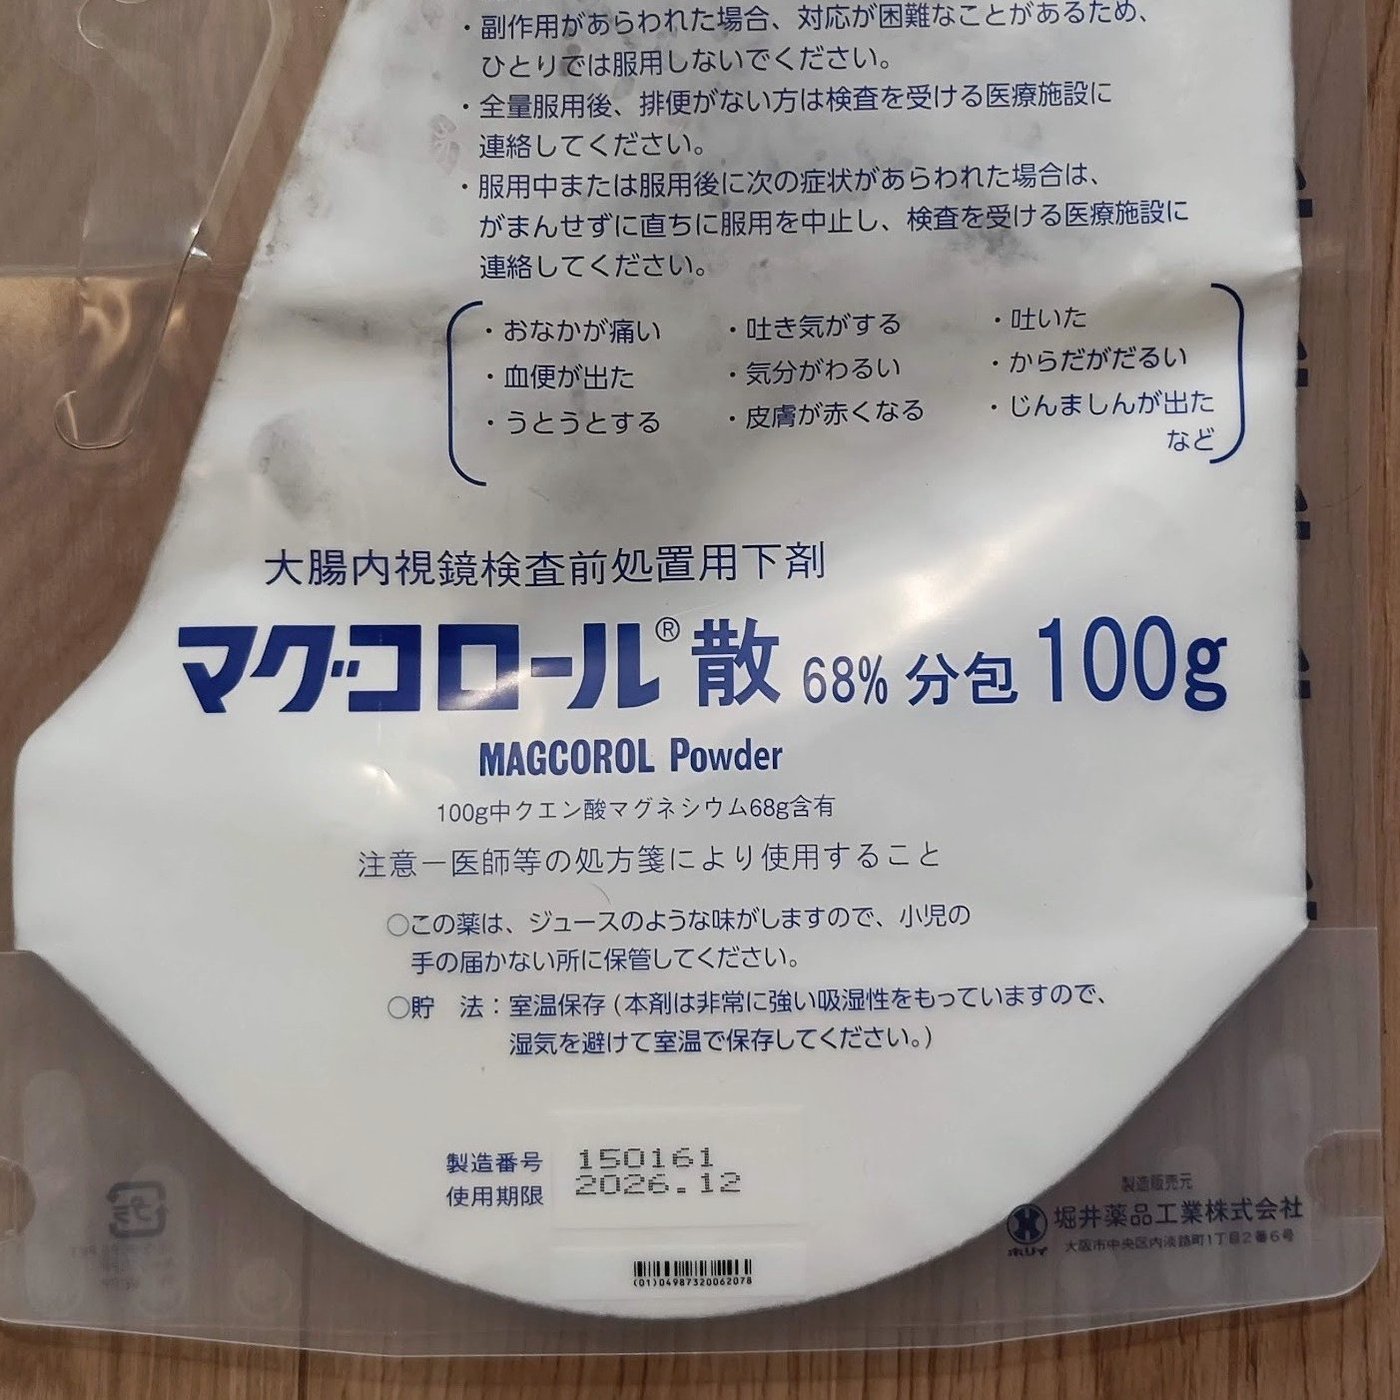 ・副作用があらわれた場合、対応が困難なことがあるため、
ひとりでは服用しないでください。
・全量服用後、排便がない方は検査を受ける医療施設に
連絡してください。
・服用中または服用後に次の症状があらわれた場合は、
がまんせずに直ちに服用を中止し、検査を受ける医療施設に
連絡してください。
・おなかが痛い ・吐き気がする ・吐いた
・血便が出た ・気分がわるい ・からだがだるい
・うとうとする ・皮膚が赤くなる ・じんましんが出た
など
大腸内視鏡検査前処置用下剤
マグコロール®散 68% 分包 100g
MAGCOROL Powder
100g中クエン酸マグネシウム68g含有
注意－医師等の処方箋により使用すること
○この薬は、ジュースのような味がしますので、小児の
手の届かない所に保管してください。
○貯 法：室温保存(本剤は非常に強い吸湿性をもっていますので、
湿気を避けて室温で保存してください。)
製造番号 150161
使用期限 2026.12
(01)04987320062078
製造販売元
ホリイ 堀井薬品工業株式会社
大阪市中央区内淡路町1丁目2番6号
プラ